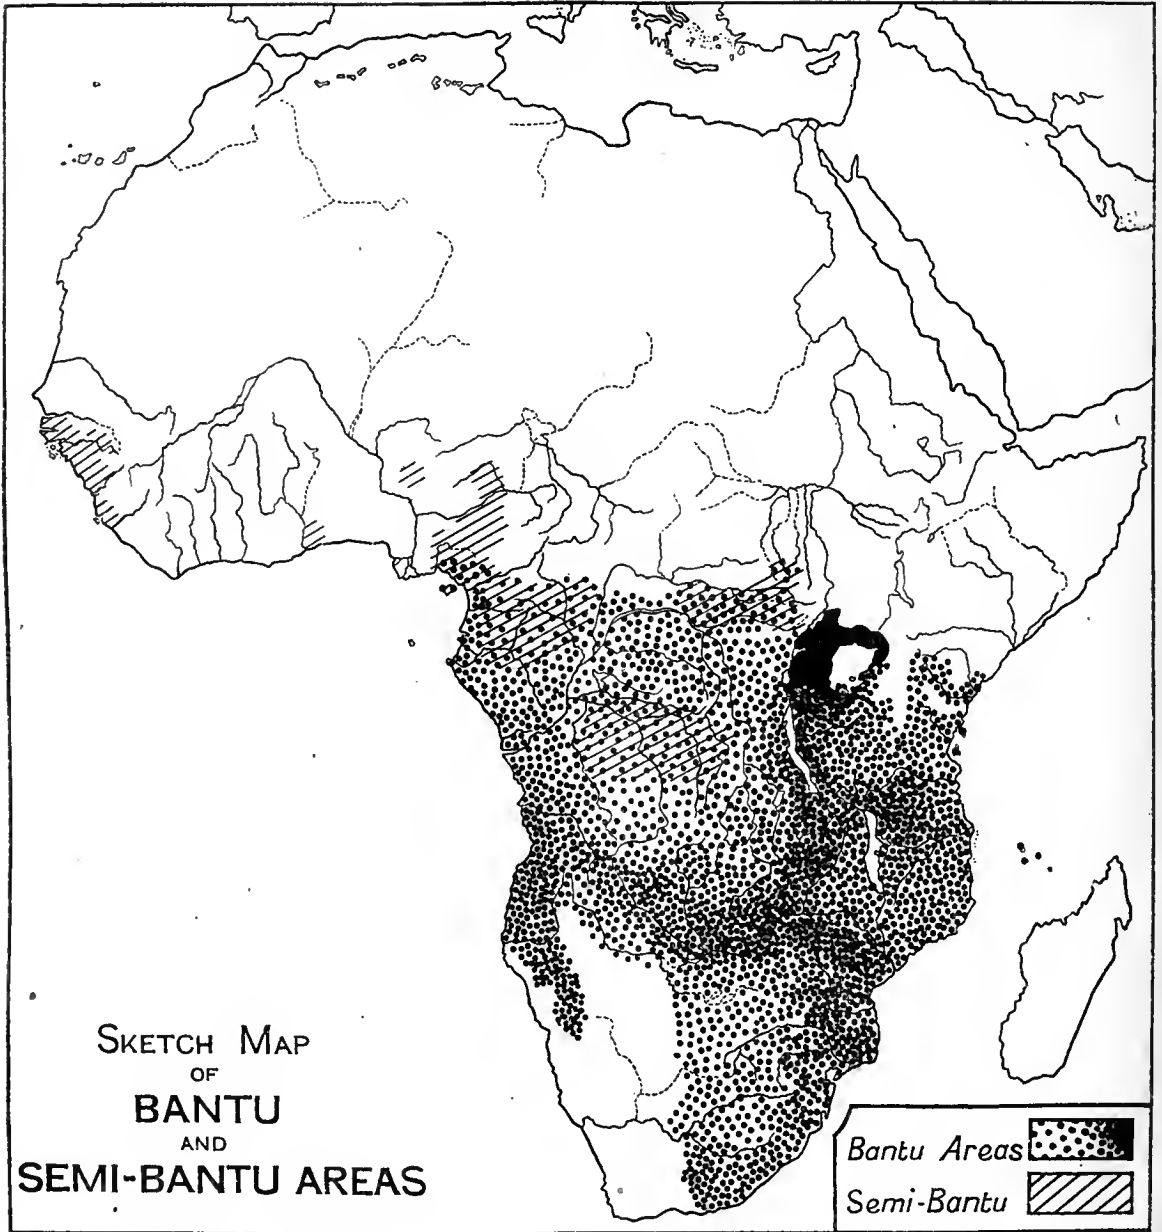 SKETCH MAP
OF
BANTU
AND
SEMI-BANTU AREAS
Bantu Areas
Semi-Bantu